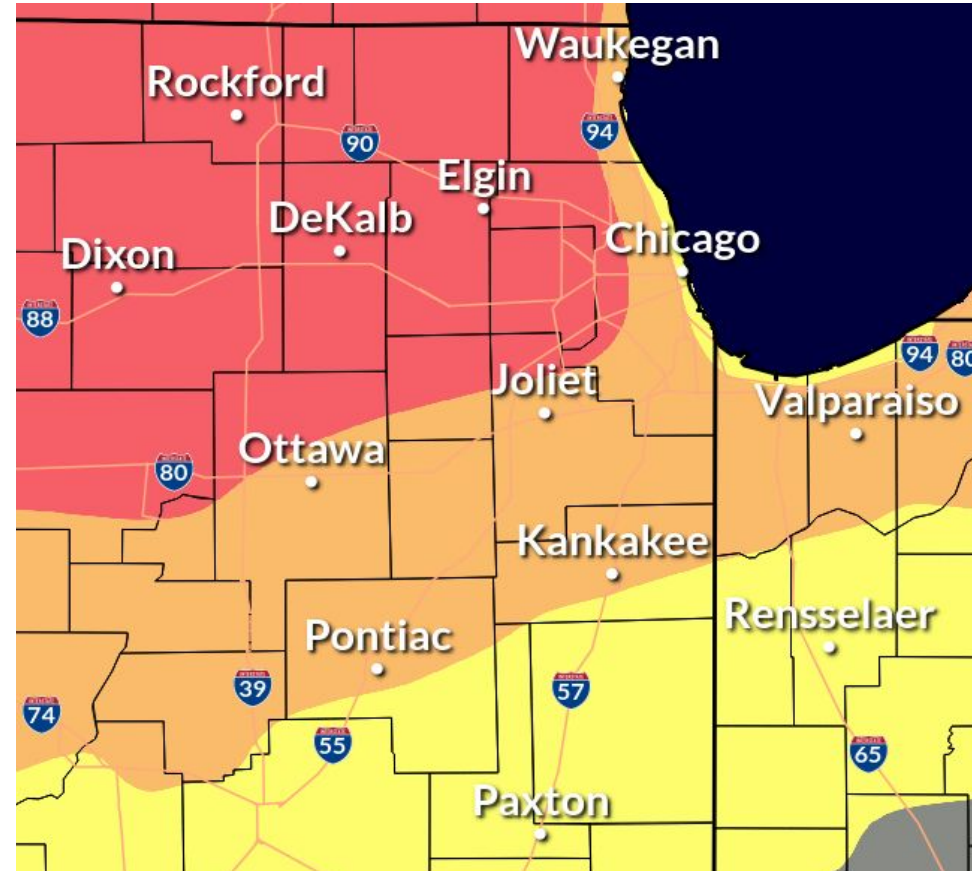 Waukegan
Rockford
94
90
Elgin
DeKalb
Chicago
Dixon
88
94
80
Joliet
Valparaiso
Ottawa
80
Kankakee
Rensselaer
Pontiac
39
57
74
55
65
Paxton